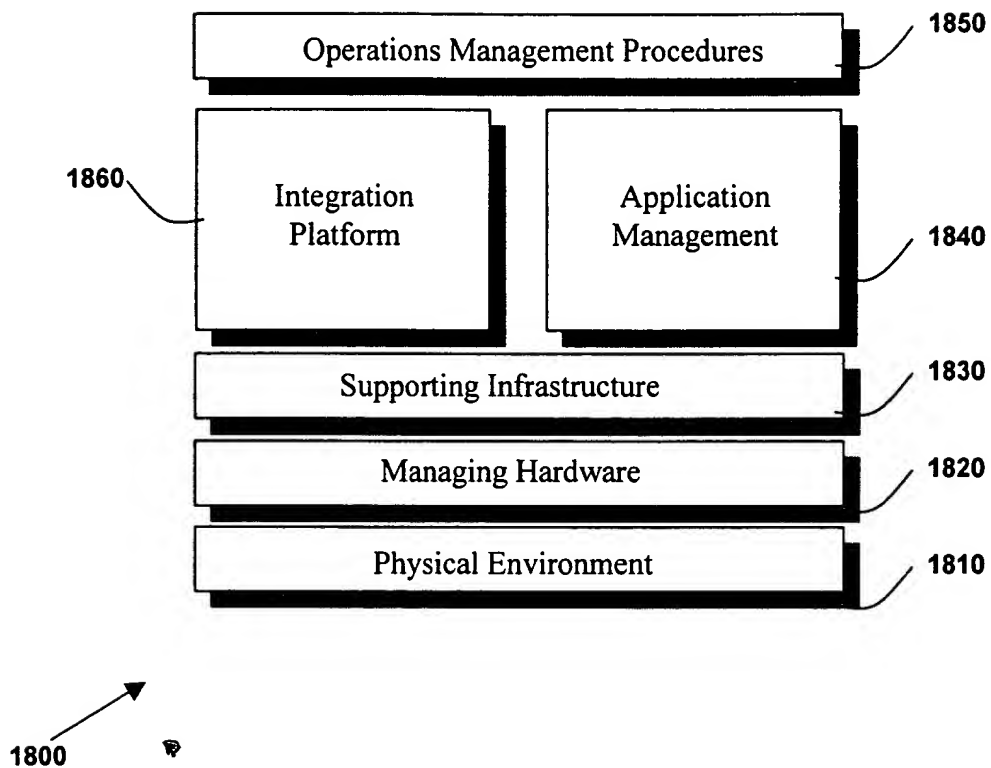 Operations Management Procedures
1850
1860
Integration
Platform
Application
Management
1840
Supporting Infrastructure
1830
Managing Hardware
1820
Physical Environment
1810
1800